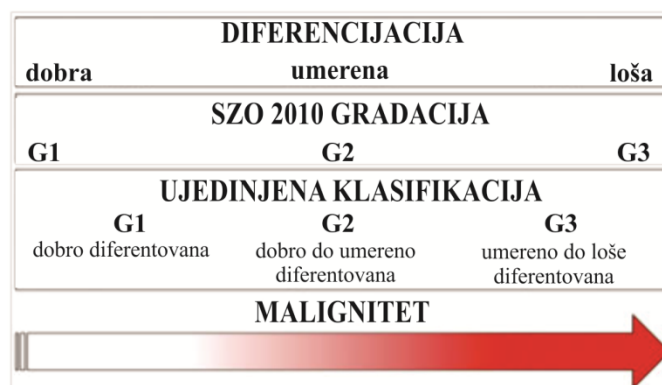 DIFERENCIJACIJA
dobra umerena loša
SZO 2010 GRADACIJA
G1 G2 G3
UJEDINJENA KLASIFIKACIJA
G1 G2 G3
dobro diferentovana dobro do umereno umereno do loše
diferentovana diferentovana
MALIGNITET